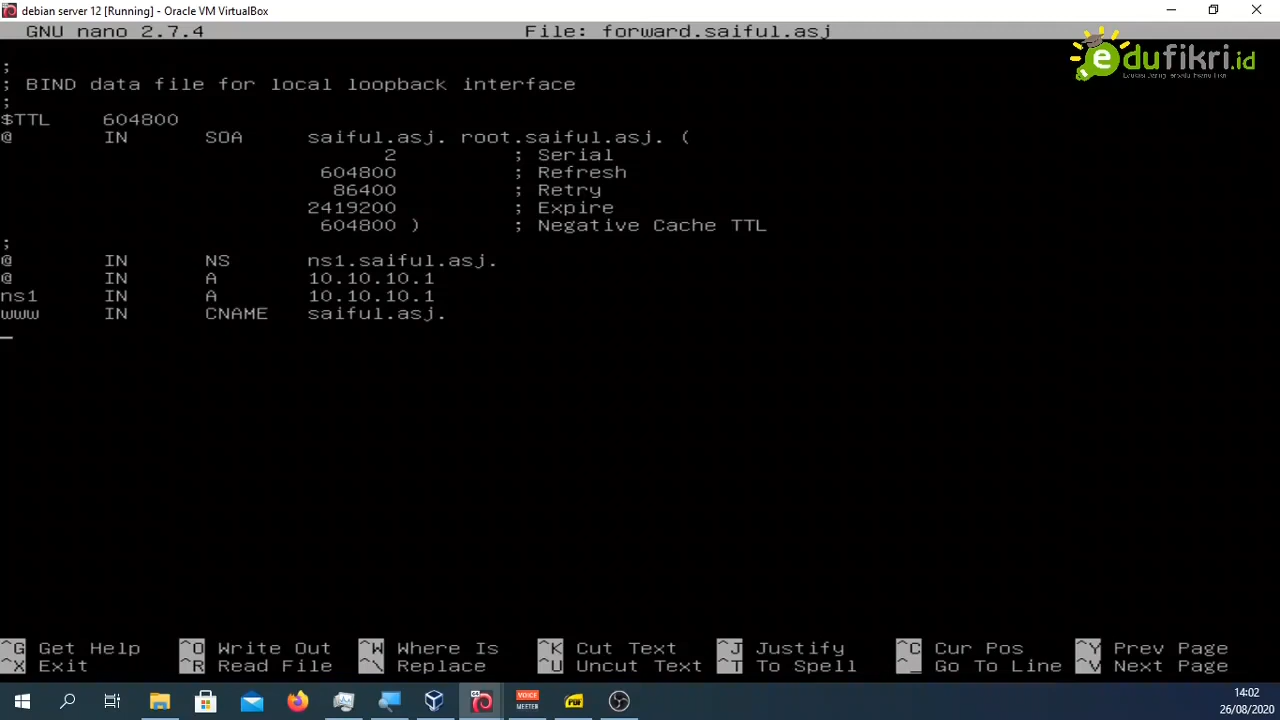 debian server 12 [Running] - Oracle VM VirtualBox
GNU nano 2.7.4 File: forward.saiful.asj
edufikri.id
;
; BIND data file for local loopback interface
;
$TTL 604800
@ IN SOA saiful.asj. root.saiful.asj. (
2 ; Serial
604800 ; Refresh
86400 ; Retry
2419200 ; Expire
604800 ) ; Negative Cache TTL
;
@ IN NS ns1.saiful.asj.
@ IN A 10.10.10.1
ns1 IN A 10.10.10.1
www IN CNAME saiful.asj.
^G Get Help ^O Write Out ^W Where Is ^K Cut Text ^J Justify ^C Cur Pos ^Y Prev Page
^X Exit ^R Read File ^\ Replace ^U Uncut Text ^T To Spell ^_ Go To Line ^V Next Page
VOICE
MEETER
14:02
26/08/2020